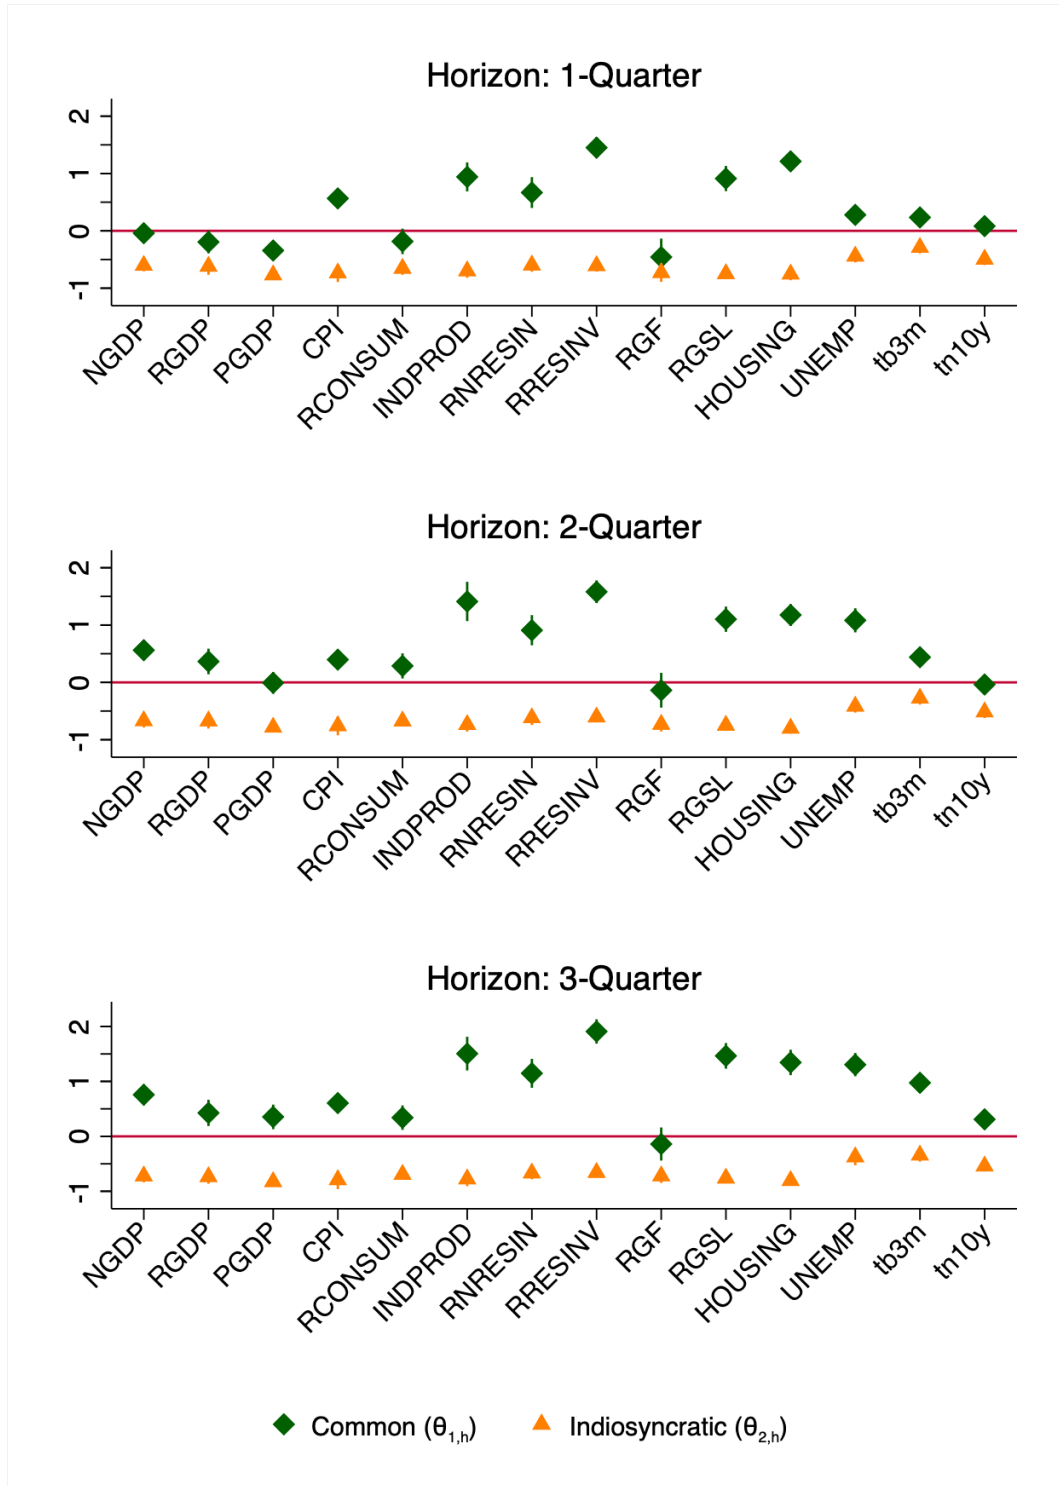 Horizon: 1-Quarter
2
1
0
-1
NGDP
RGDP
PGDP
CPI
RCONSUM
INDPROD
RNRESIN
RRESINV
RGF
RGSL
HOUSING
UNEMP
tb3m
tn10y
Horizon: 2-Quarter
2
1
0
-1
NGDP
RGDP
PGDP
CPI
RCONSUM
INDPROD
RNRESIN
RRESINV
RGF
RGSL
HOUSING
UNEMP
tb3m
tn10y
Horizon: 3-Quarter
2
1
0
-1
NGDP
RGDP
PGDP
CPI
RCONSUM
INDPROD
RNRESIN
RRESINV
RGF
RGSL
HOUSING
UNEMP
tb3m
tn10y
Common (θ1,h) Indiosyncratic (θ2,h)